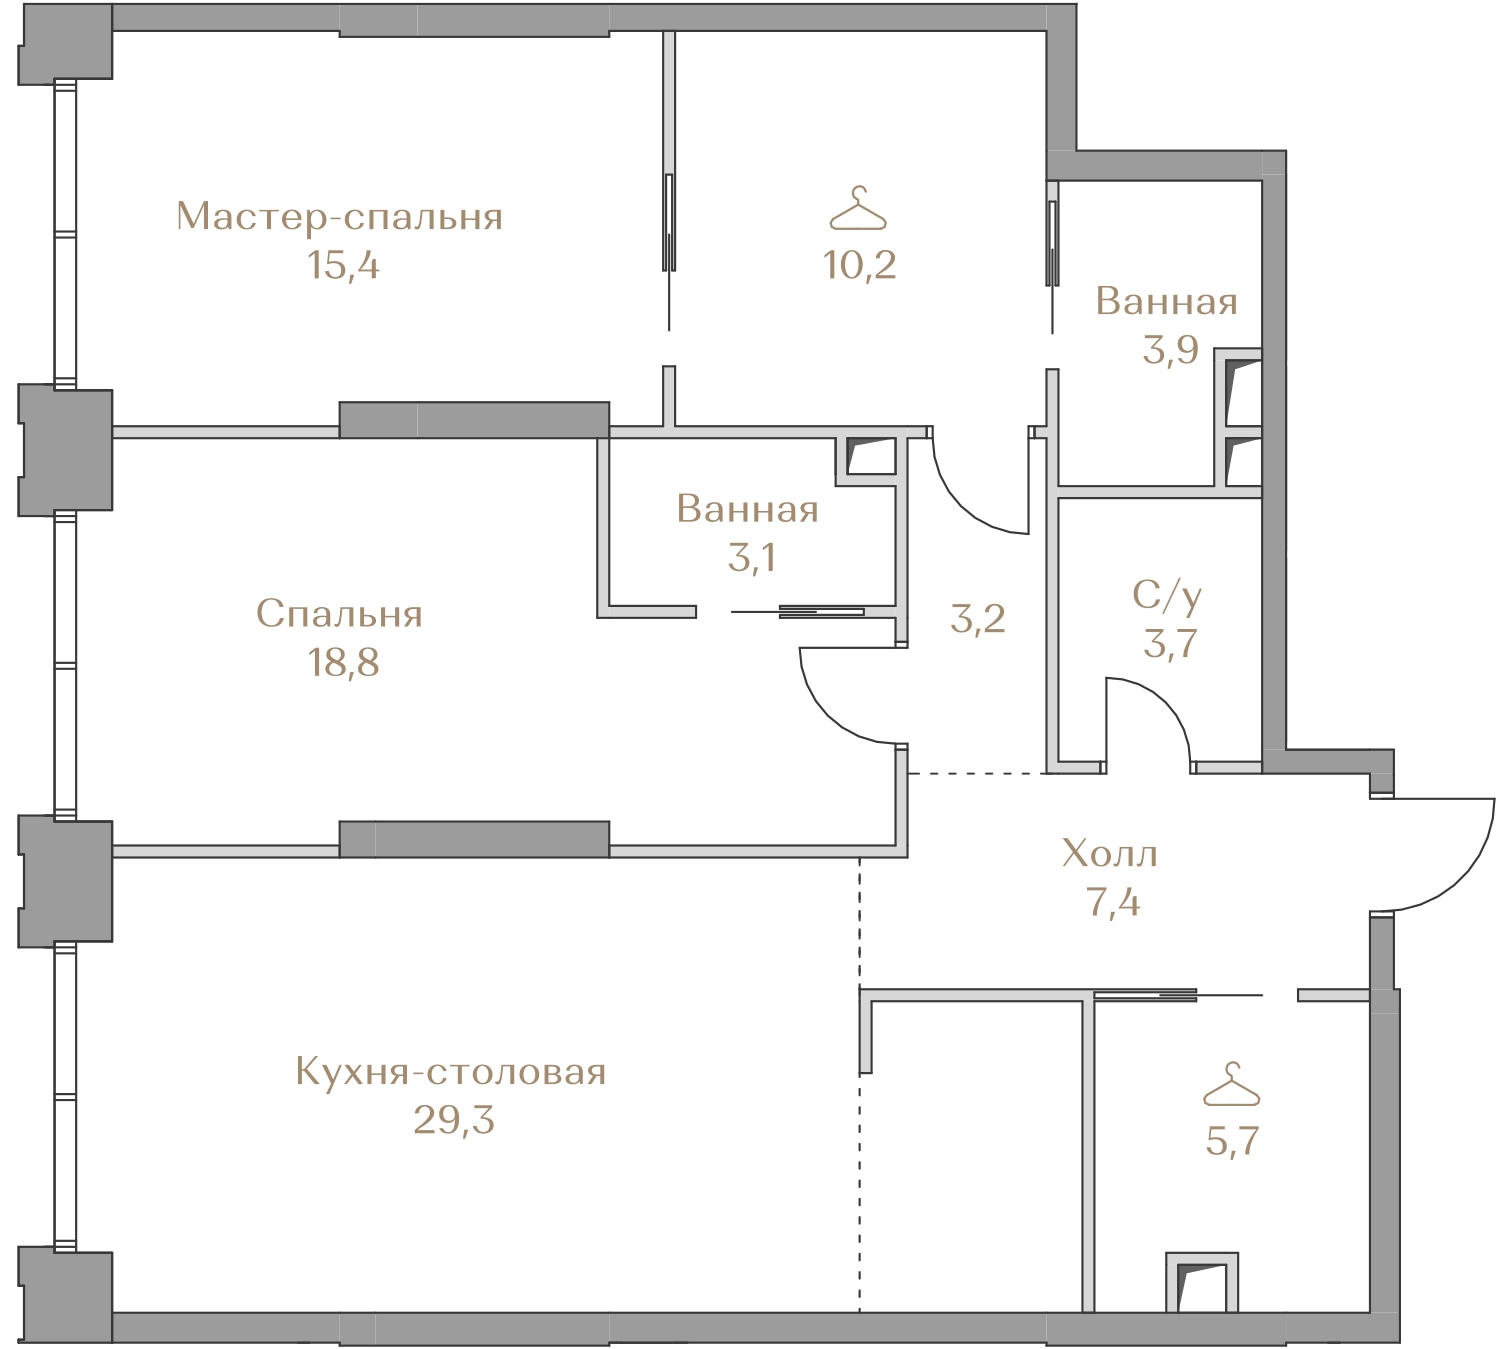 Мастер-спальня
15,4
10,2
Ванная
3,9
Ванная
3,1
Спальня
18,8
3,2
С/у
3,7
Холл
7,4
Кухня-столовая
29,3
5,7